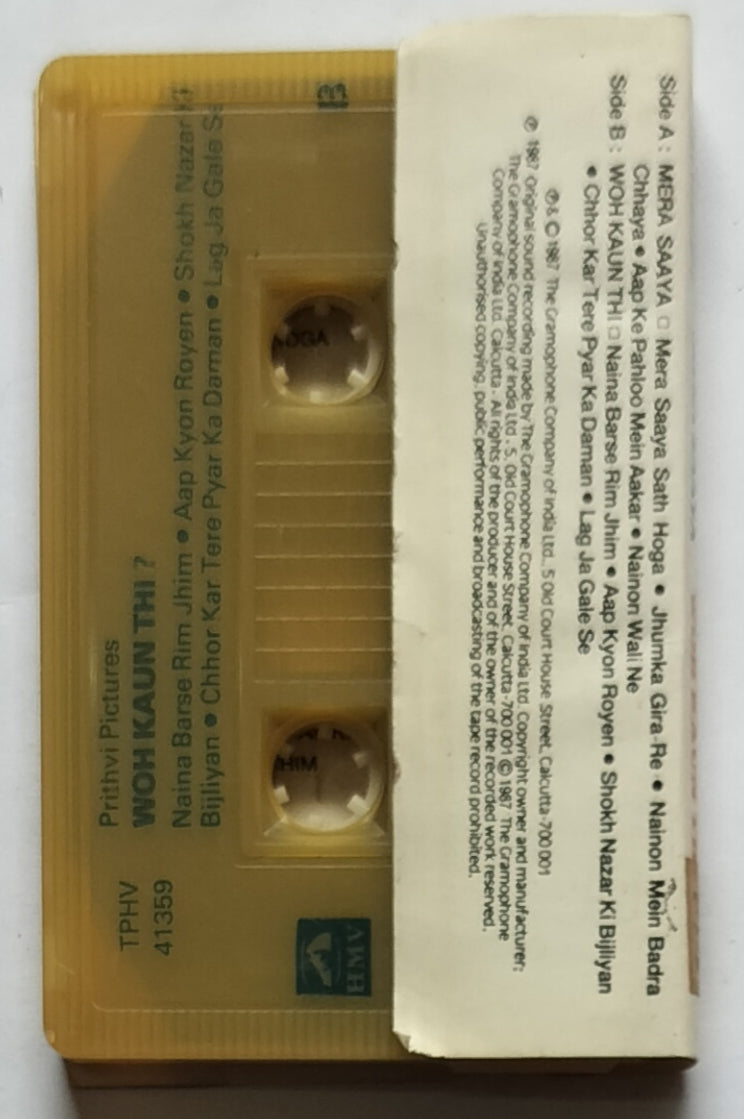 Side A : MERA SAAYA □ Mera Saaya Sath Hoga • Jhumka Gira Re • Nainon Mein Badra
Chhaya • Aap Ke Pahloo Mein Aakar • Nainon Wali Ne
Side B : WOH KAUN THI □ Naina Barse Rim Jhim • Aap Kyon Royen • Shokh Nazar Ki Bijliyan
• Chhor Kar Tere Pyar Ka Daman • Lag Ja Gale Se
℗ & © 1987 The Gramophone Company of India Ltd., 5 Old Court House Street, Calcutta-700 001
℗ 1987 Original sound recording made by The Gramophone Company of India Ltd. Copyright owner and manufacturer:
The Gramophone Company of India Ltd., 5, Old Court House Street, Calcutta-700 001 © 1987 The Gramophone
Company of India Ltd. Calcutta - All rights of the producer and of the owner of the recorded work reserved.
Unauthorised copying, public performance and broadcasting of the tape record prohibited.
Prithvi Pictures
WOH KAUN THI ?
Naina Barse Rim Jhim • Aap Kyon Royen • Shokh Nazar Ki
Bijliyan • Chhor Kar Tere Pyar Ka Daman • Lag Ja Gale Se
TPHV
41359
HMV
B
OGA
HIM